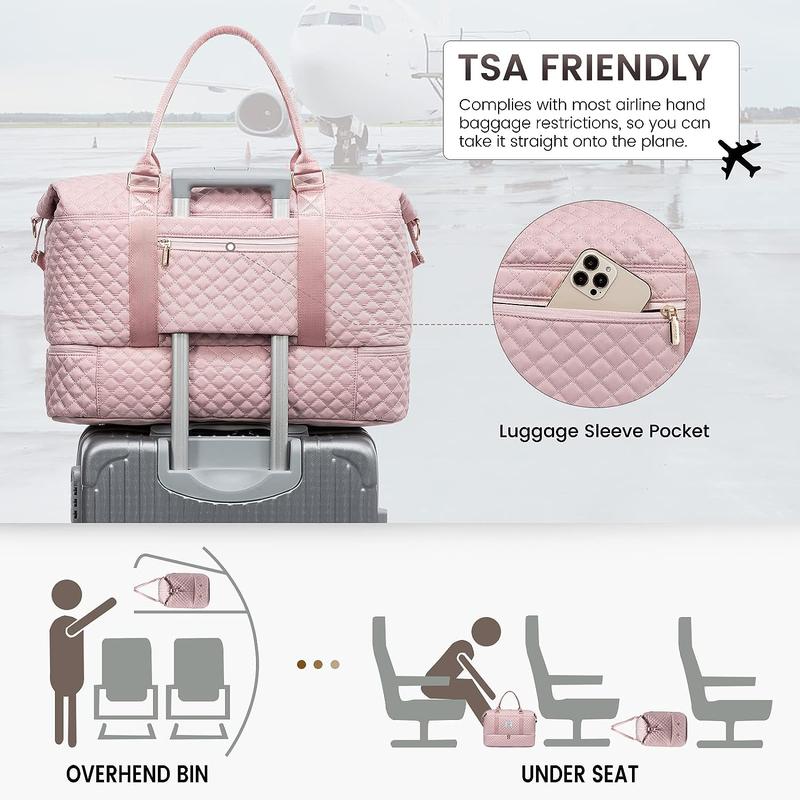 TSA FRIENDLY
Complies with most airline hand
baggage restrictions, so you can
take it straight onto the plane.
Luggage Sleeve Pocket
OVERHEND BIN
UNDER SEAT